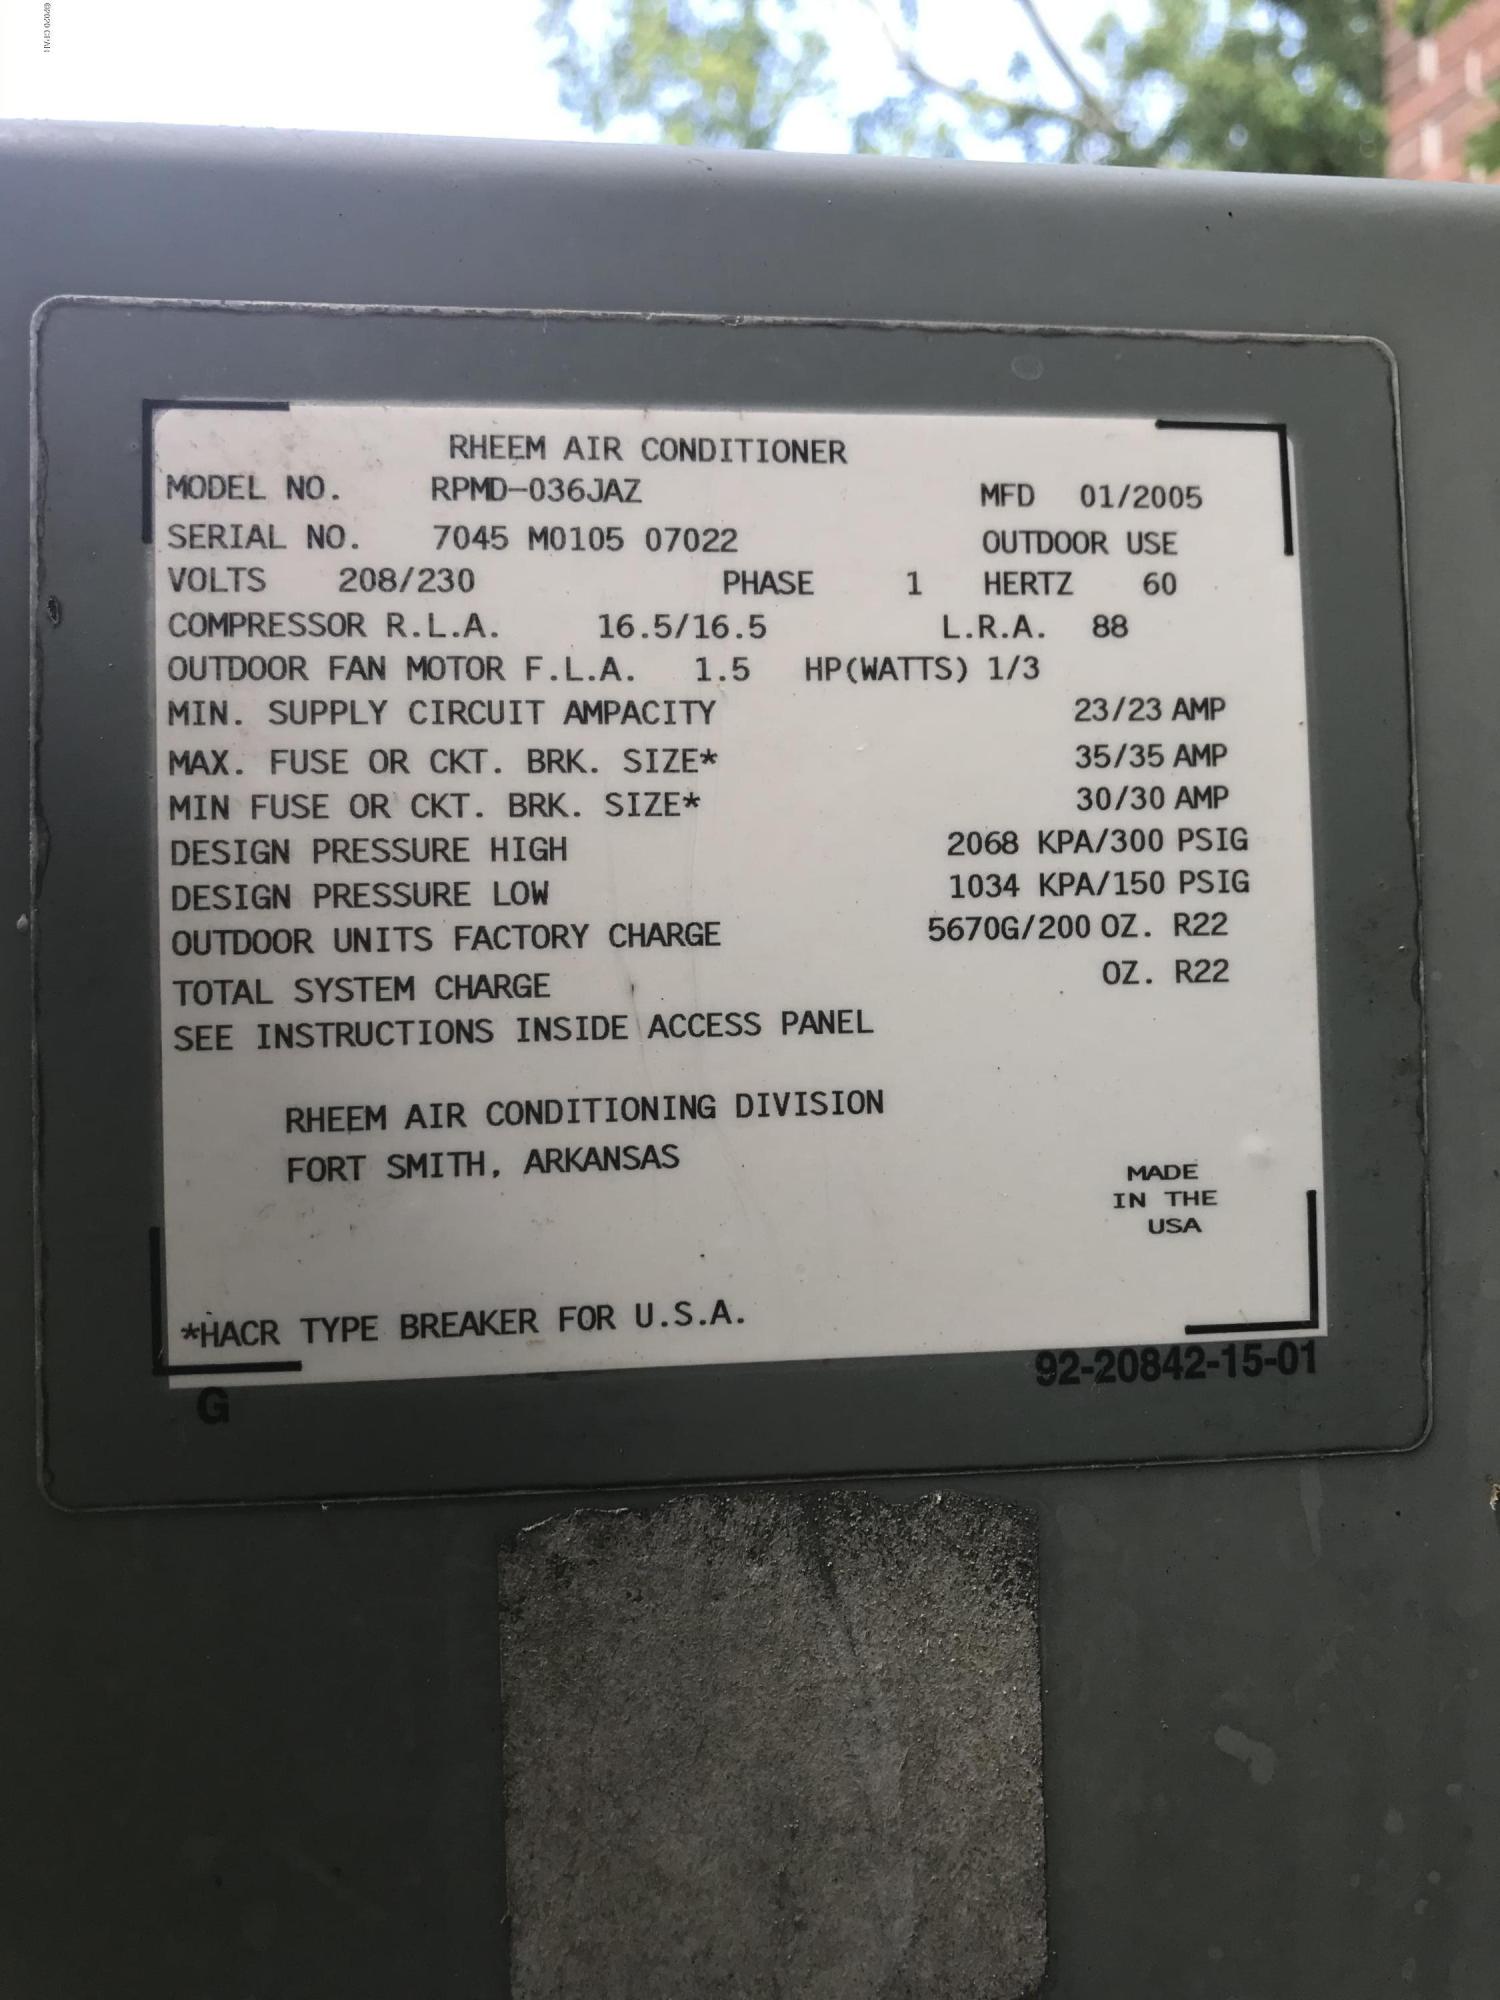 RHEEM AIR CONDITIONER
MODEL NO. RPMD-036JAZ MFD 01/2005
SERIAL NO. 7045 M0105 07022 OUTDOOR USE
VOLTS 208/230 PHASE 1 HERTZ 60
COMPRESSOR R.L.A. 16.5/16.5 L.R.A. 88
OUTDOOR FAN MOTOR F.L.A. 1.5 HP(WATTS) 1/3
MIN. SUPPLY CIRCUIT AMPACITY 23/23 AMP
MAX. FUSE OR CKT. BRK. SIZE* 35/35 AMP
MIN FUSE OR CKT. BRK. SIZE* 30/30 AMP
DESIGN PRESSURE HIGH 2068 KPA/300 PSIG
DESIGN PRESSURE LOW 1034 KPA/150 PSIG
OUTDOOR UNITS FACTORY CHARGE 5670G/200 OZ. R22
TOTAL SYSTEM CHARGE OZ. R22
SEE INSTRUCTIONS INSIDE ACCESS PANEL
RHEEM AIR CONDITIONING DIVISION
FORT SMITH, ARKANSAS
MADE
IN THE
USA
*HACR TYPE BREAKER FOR U.S.A.
G 92-20842-15-01